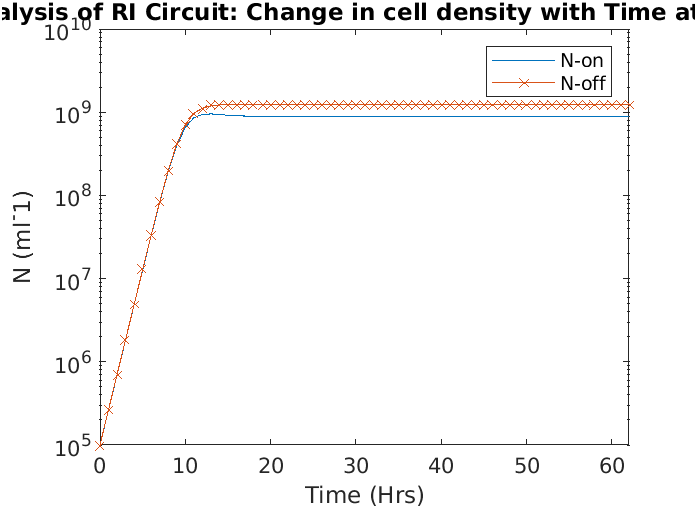 alysis of RI Circuit: Change in cell density with Time at
10^10
N-on
N-off
10^9
10^8
N (ml^-1)
10^7
10^6
10^5
0 10 20 30 40 50 60
Time (Hrs)